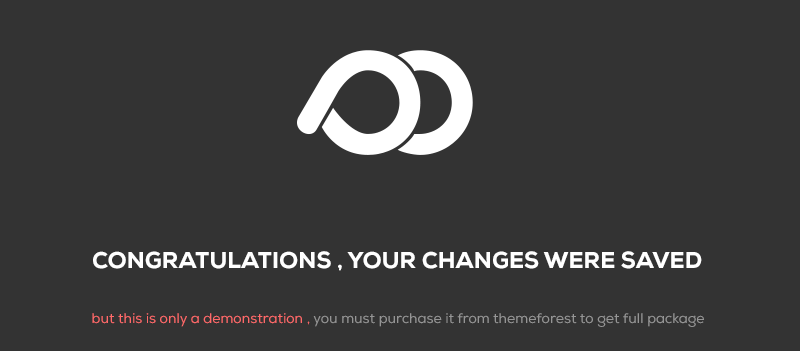 CONGRATULATIONS , YOUR CHANGES WERE SAVED
but this is only a demonstration , you must purchase it from themeforest to get full package